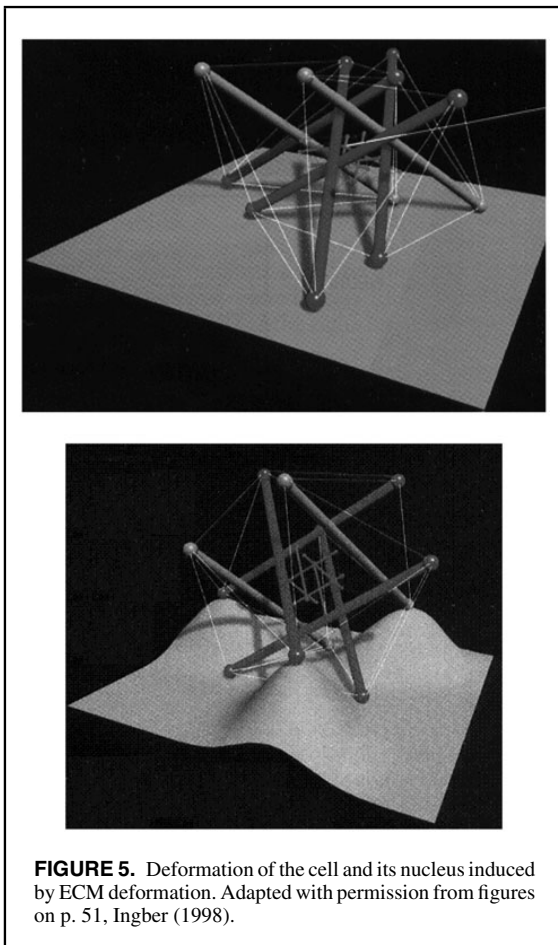 FIGURE 5. Deformation of the cell and its nucleus induced
by ECM deformation. Adapted with permission from figures
on p. 51, Ingber (1998).